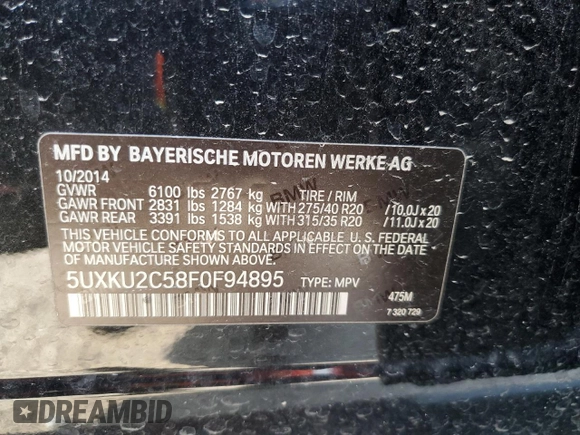 MFD BY BAYERISCHE MOTOREN WERKE AG
10/2014
GVWR 6100 lbs 2767 kg TIRE / RIM
GAWR FRONT 2831 lbs 1284 kg WITH 275/40 R20 /10.0J x 20
GAWR REAR 3391 lbs 1538 kg WITH 315/35 R20 /11.0J x 20
THIS VEHICLE CONFORMS TO ALL APPLICABLE U. S. FEDERAL
MOTOR VEHICLE SAFETY STANDARDS IN EFFECT ON THE DATE
OF MANUFACTURE SHOWN ABOVE.
5UXKU2C58F0F94895 TYPE: MPV 475M
7 320 729
DREAMBID